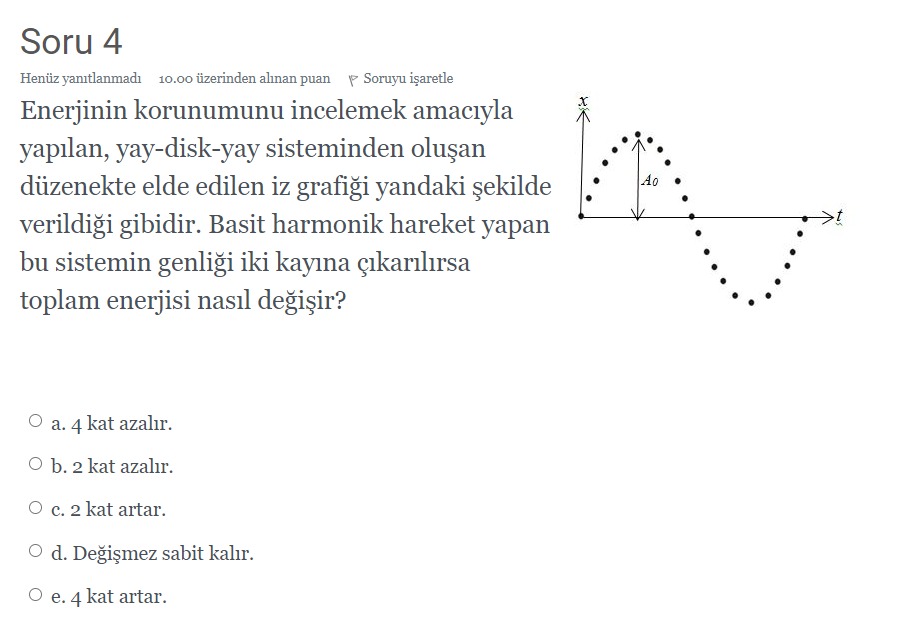 Soru 4
Henüz yanıtlanmadı 10.00 üzerinden alınan puan Soruyu işaretle
Enerjinin korunumunu incelemek amacıyla
yapılan, yay-disk-yay sisteminden oluşan
düzenekte elde edilen iz grafiği yandaki şekilde
verildiği gibidir. Basit harmonik hareket yapan
bu sistemin genliği iki kayına çıkarılırsa
toplam enerjisi nasıl değişir?
x
A0
t
a. 4 kat azalır.
b. 2 kat azalır.
c. 2 kat artar.
d. Değişmez sabit kalır.
e. 4 kat artar.